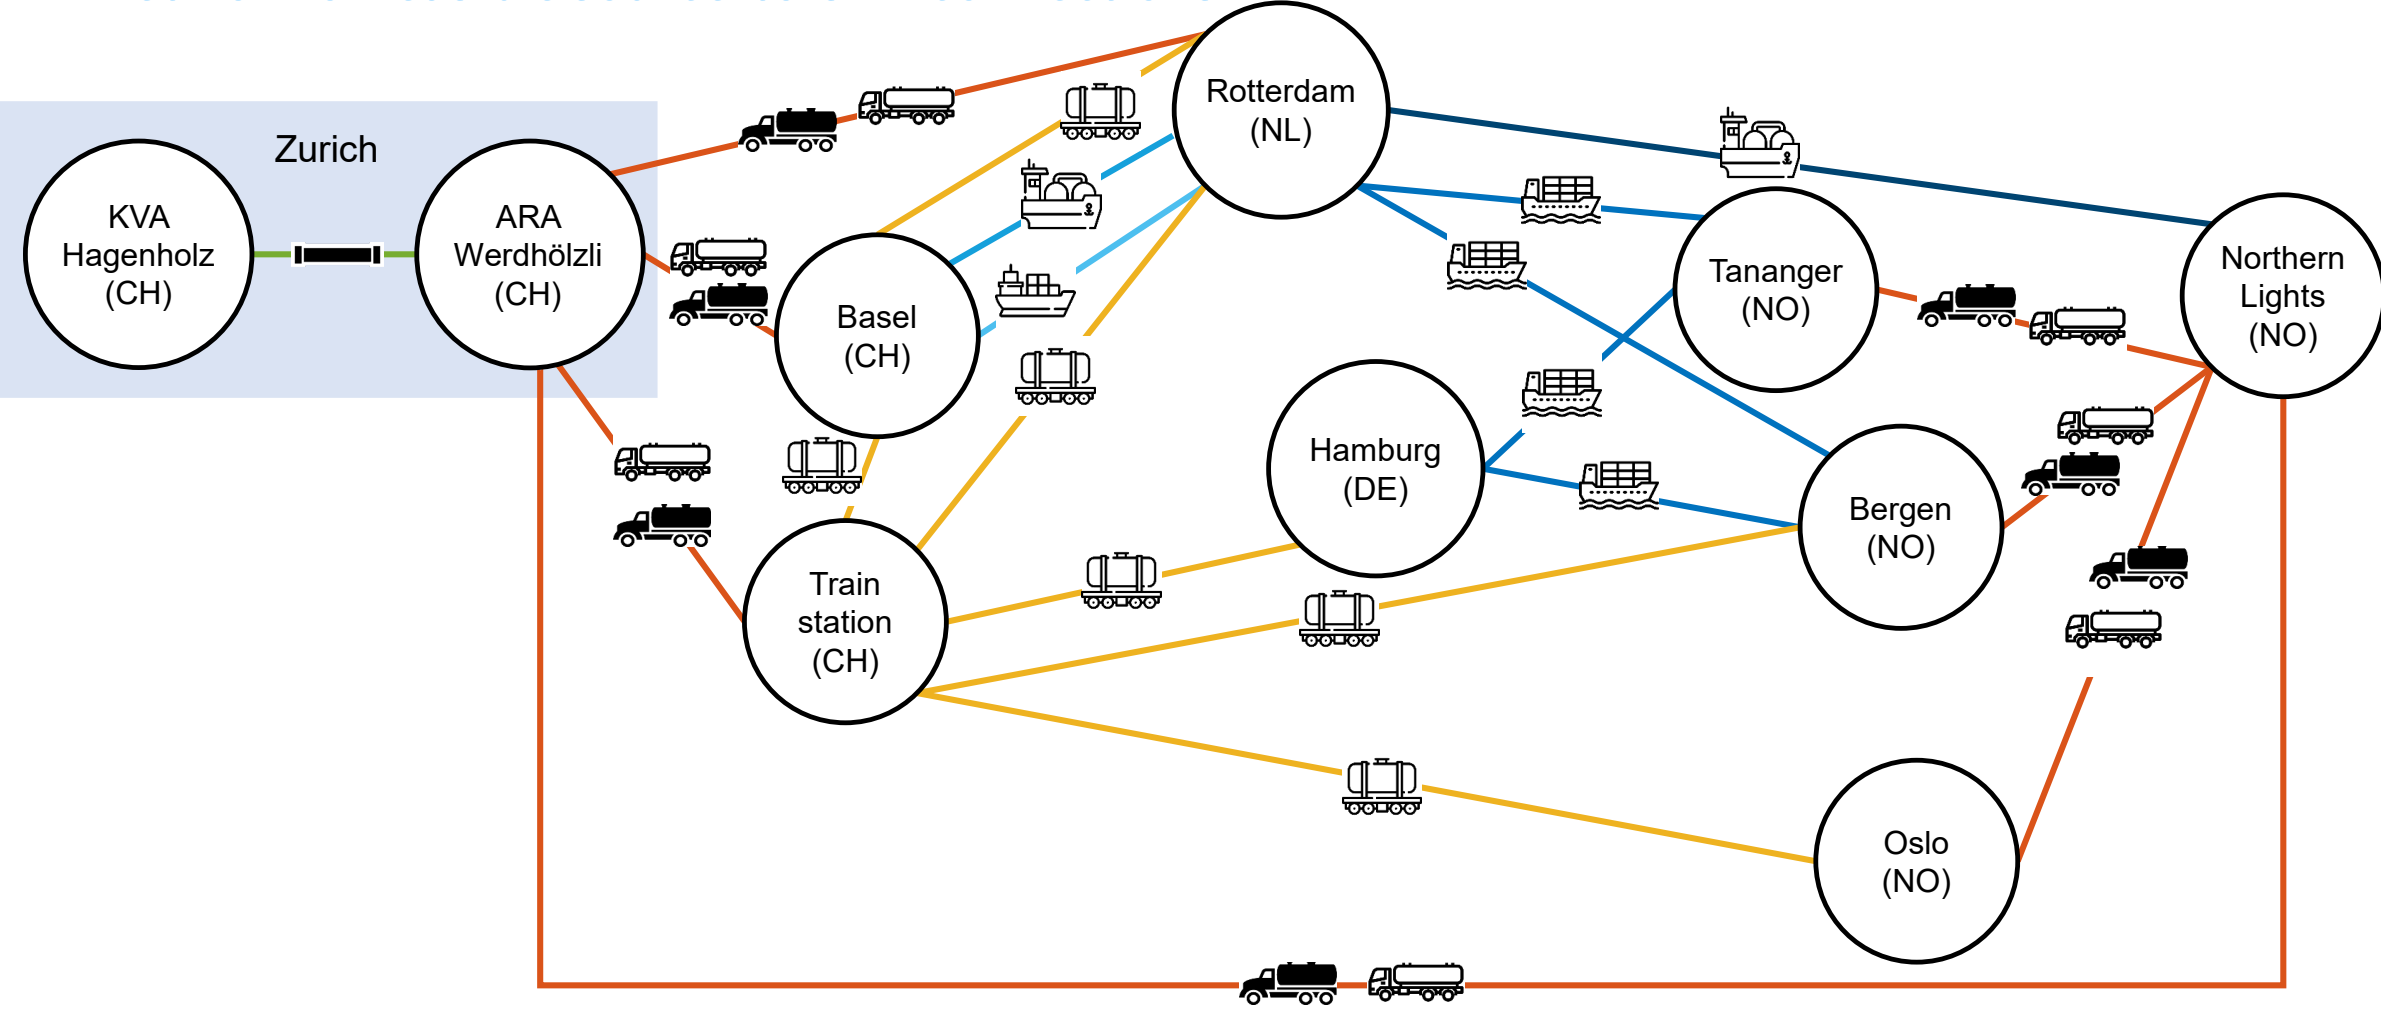 Zurich
KVA
Hagenholz
(CH)
ARA
Werdhölzli
(CH)
Rotterdam
(NL)
Basel
(CH)
Tananger
(NO)
Northern
Lights
(NO)
Hamburg
(DE)
Bergen
(NO)
Train
station
(CH)
Oslo
(NO)